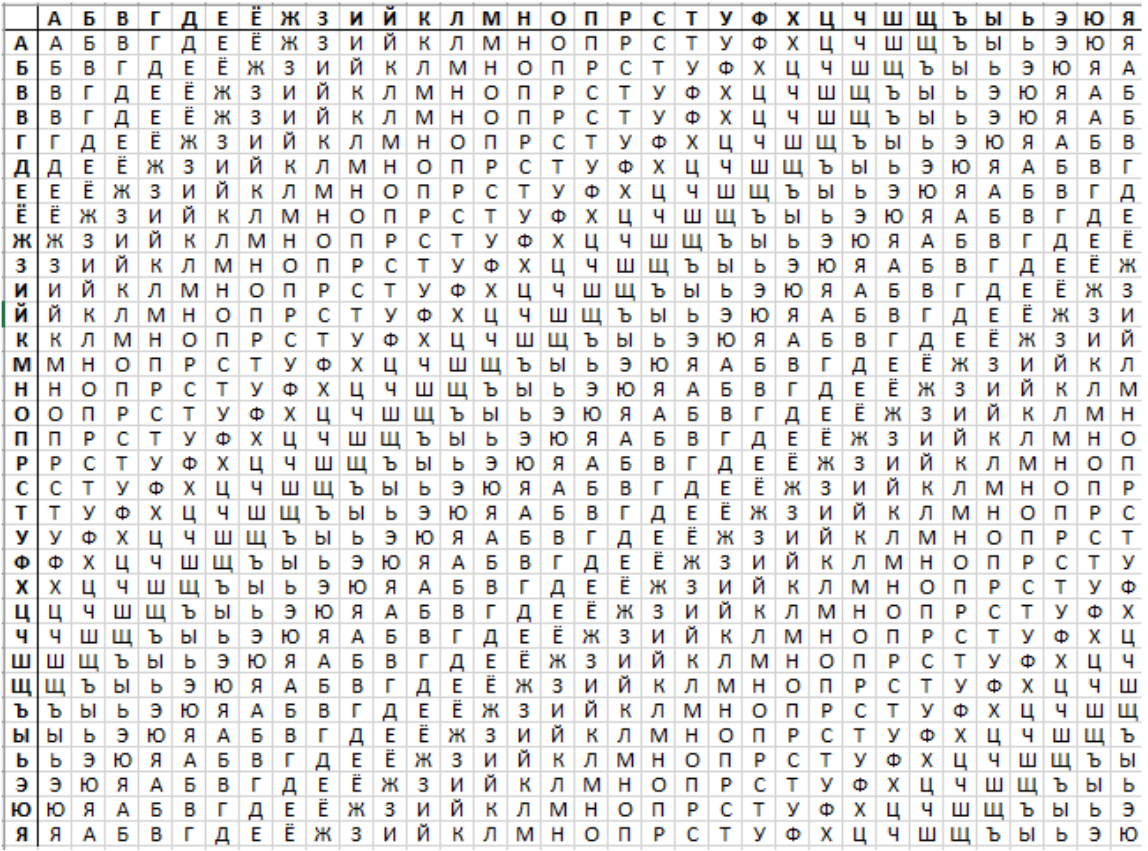 А Б В Г Д Е Ё Ж З И Й К Л М Н О П Р С Т У Ф Х Ц Ч Ш Щ Ъ Ы Ь Э Ю Я
А А Б В Г Д Е Ё Ж З И Й К Л М Н О П Р С Т У Ф Х Ц Ч Ш Щ Ъ Ы Ь Э Ю Я
Б Б В Г Д Е Ё Ж З И Й К Л М Н О П Р С Т У Ф Х Ц Ч Ш Щ Ъ Ы Ь Э Ю Я А
В В Г Д Е Ё Ж З И Й К Л М Н О П Р С Т У Ф Х Ц Ч Ш Щ Ъ Ы Ь Э Ю Я А Б
В В Г Д Е Ё Ж З И Й К Л М Н О П Р С Т У Ф Х Ц Ч Ш Щ Ъ Ы Ь Э Ю Я А Б
Г Г Д Е Ё Ж З И Й К Л М Н О П Р С Т У Ф Х Ц Ч Ш Щ Ъ Ы Ь Э Ю Я А Б В
Д Д Е Ё Ж З И Й К Л М Н О П Р С Т У Ф Х Ц Ч Ш Щ Ъ Ы Ь Э Ю Я А Б В Г
Е Е Ё Ж З И Й К Л М Н О П Р С Т У Ф Х Ц Ч Ш Щ Ъ Ы Ь Э Ю Я А Б В Г Д
Ё Ё Ж З И Й К Л М Н О П Р С Т У Ф Х Ц Ч Ш Щ Ъ Ы Ь Э Ю Я А Б В Г Д Е
Ж Ж З И Й К Л М Н О П Р С Т У Ф Х Ц Ч Ш Щ Ъ Ы Ь Э Ю Я А Б В Г Д Е Ё
З З И Й К Л М Н О П Р С Т У Ф Х Ц Ч Ш Щ Ъ Ы Ь Э Ю Я А Б В Г Д Е Ё Ж
И И Й К Л М Н О П Р С Т У Ф Х Ц Ч Ш Щ Ъ Ы Ь Э Ю Я А Б В Г Д Е Ё Ж З
Й Й К Л М Н О П Р С Т У Ф Х Ц Ч Ш Щ Ъ Ы Ь Э Ю Я А Б В Г Д Е Ё Ж З И
К К Л М Н О П Р С Т У Ф Х Ц Ч Ш Щ Ъ Ы Ь Э Ю Я А Б В Г Д Е Ё Ж З И Й
М М Н О П Р С Т У Ф Х Ц Ч Ш Щ Ъ Ы Ь Э Ю Я А Б В Г Д Е Ё Ж З И Й К Л
Н Н О П Р С Т У Ф Х Ц Ч Ш Щ Ъ Ы Ь Э Ю Я А Б В Г Д Е Ё Ж З И Й К Л М
О О П Р С Т У Ф Х Ц Ч Ш Щ Ъ Ы Ь Э Ю Я А Б В Г Д Е Ё Ж З И Й К Л М Н
П П Р С Т У Ф Х Ц Ч Ш Щ Ъ Ы Ь Э Ю Я А Б В Г Д Е Ё Ж З И Й К Л М Н О
Р Р С Т У Ф Х Ц Ч Ш Щ Ъ Ы Ь Э Ю Я А Б В Г Д Е Ё Ж З И Й К Л М Н О П
С С Т У Ф Х Ц Ч Ш Щ Ъ Ы Ь Э Ю Я А Б В Г Д Е Ё Ж З И Й К Л М Н О П Р
Т Т У Ф Х Ц Ч Ш Щ Ъ Ы Ь Э Ю Я А Б В Г Д Е Ё Ж З И Й К Л М Н О П Р С
У У Ф Х Ц Ч Ш Щ Ъ Ы Ь Э Ю Я А Б В Г Д Е Ё Ж З И Й К Л М Н О П Р С Т
Ф Ф Х Ц Ч Ш Щ Ъ Ы Ь Э Ю Я А Б В Г Д Е Ё Ж З И Й К Л М Н О П Р С Т У
Х Х Ц Ч Ш Щ Ъ Ы Ь Э Ю Я А Б В Г Д Е Ё Ж З И Й К Л М Н О П Р С Т У Ф
Ц Ц Ч Ш Щ Ъ Ы Ь Э Ю Я А Б В Г Д Е Ё Ж З И Й К Л М Н О П Р С Т У Ф Х
Ч Ч Ш Щ Ъ Ы Ь Э Ю Я А Б В Г Д Е Ё Ж З И Й К Л М Н О П Р С Т У Ф Х Ц
Ш Ш Щ Ъ Ы Ь Э Ю Я А Б В Г Д Е Ё Ж З И Й К Л М Н О П Р С Т У Ф Х Ц Ч
Щ Щ Ъ Ы Ь Э Ю Я А Б В Г Д Е Ё Ж З И Й К Л М Н О П Р С Т У Ф Х Ц Ч Ш
Ъ Ъ Ы Ь Э Ю Я А Б В Г Д Е Ё Ж З И Й К Л М Н О П Р С Т У Ф Х Ц Ч Ш Щ
Ы Ы Ь Э Ю Я А Б В Г Д Е Ё Ж З И Й К Л М Н О П Р С Т У Ф Х Ц Ч Ш Щ Ъ
Ь Ь Э Ю Я А Б В Г Д Е Ё Ж З И Й К Л М Н О П Р С Т У Ф Х Ц Ч Ш Щ Ъ Ы
Э Э Ю Я А Б В Г Д Е Ё Ж З И Й К Л М Н О П Р С Т У Ф Х Ц Ч Ш Щ Ъ Ы Ь
Ю Ю Я А Б В Г Д Е Ё Ж З И Й К Л М Н О П Р С Т У Ф Х Ц Ч Ш Щ Ъ Ы Ь Э
Я Я А Б В Г Д Е Ё Ж З И Й К Л М Н О П Р С Т У Ф Х Ц Ч Ш Щ Ъ Ы Ь Э Ю